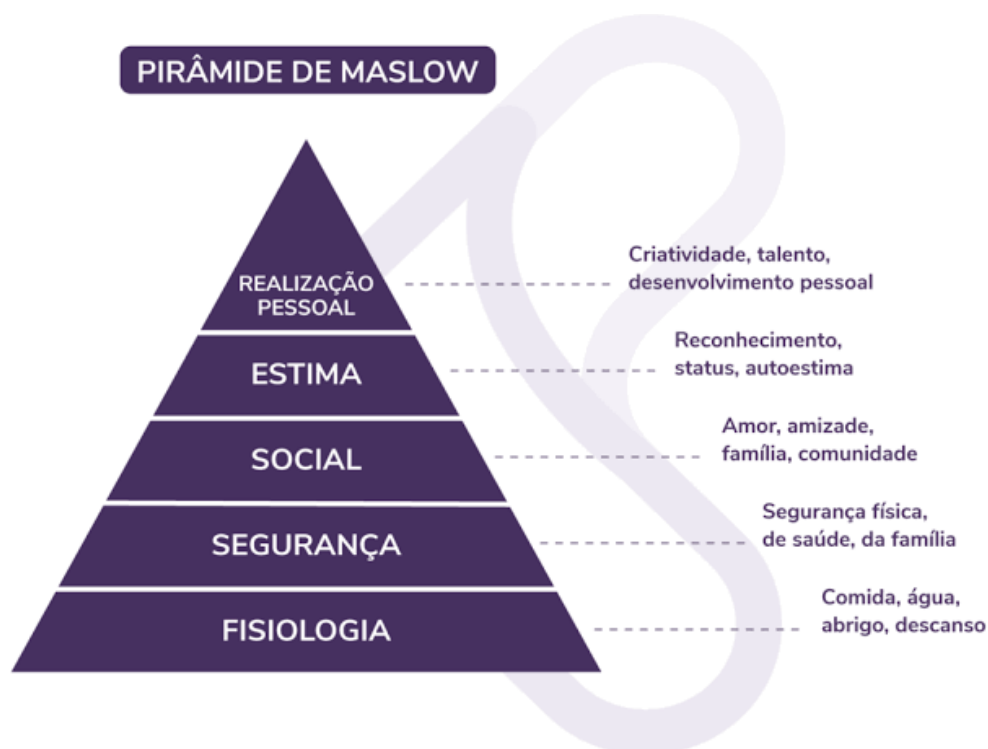 PIRÂMIDE DE MASLOW
REALIZAÇÃO
PESSOAL
Criatividade, talento,
desenvolvimento pessoal
ESTIMA
Reconhecimento,
status, autoestima
SOCIAL
Amor, amizade,
família, comunidade
SEGURANÇA
Segurança física,
de saúde, da família
FISIOLOGIA
Comida, água,
abrigo, descanso